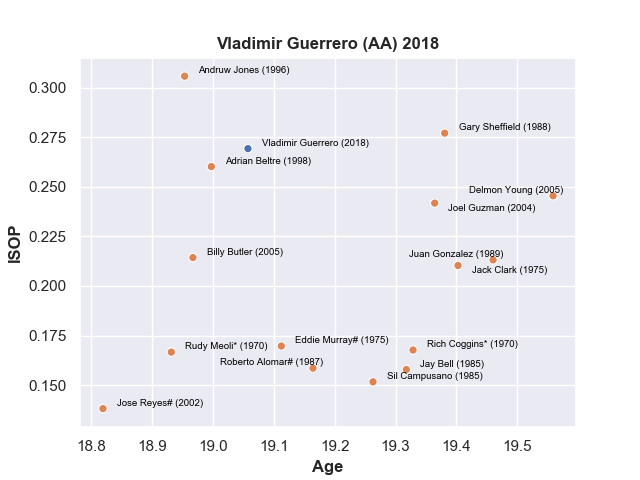 Vladimir Guerrero (AA) 2018
ISOP
0.300
0.275
0.250
0.225
0.200
0.175
0.150
Andruw Jones (1996)
Gary Sheffield (1988)
Vladimir Guerrero (2018)
Adrian Beltre (1998)
Delmon Young (2005)
Joel Guzman (2004)
Billy Butler (2005)
Juan Gonzalez (1989)
Jack Clark (1975)
Eddie Murray# (1975)
Rudy Meoli* (1970)
Rich Coggins* (1970)
Roberto Alomar# (1987)
Jay Bell (1985)
Sil Campusano (1985)
Jose Reyes# (2002)
18.8 18.9 19.0 19.1 19.2 19.3 19.4 19.5
Age